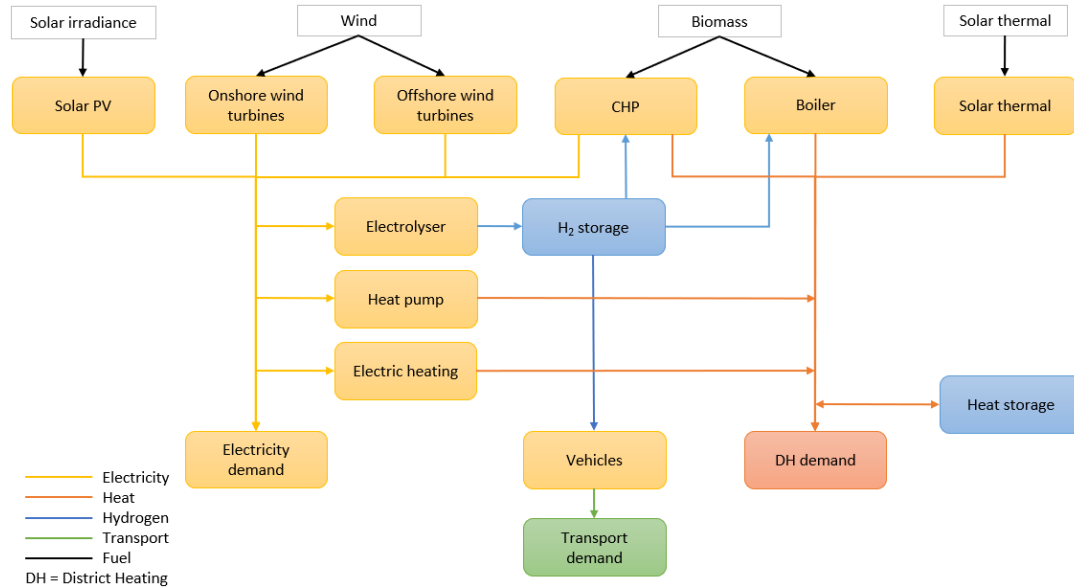 Solar irradiance
Wind
Biomass
Solar thermal
Solar PV
Onshore wind
turbines
Offshore wind
turbines
CHP
Boiler
Solar thermal
Electrolyser
H₂ storage
Heat pump
Electric heating
Heat storage
Electricity
demand
Vehicles
DH demand
Transport
demand
Electricity
Heat
Hydrogen
Transport
Fuel
DH = District Heating